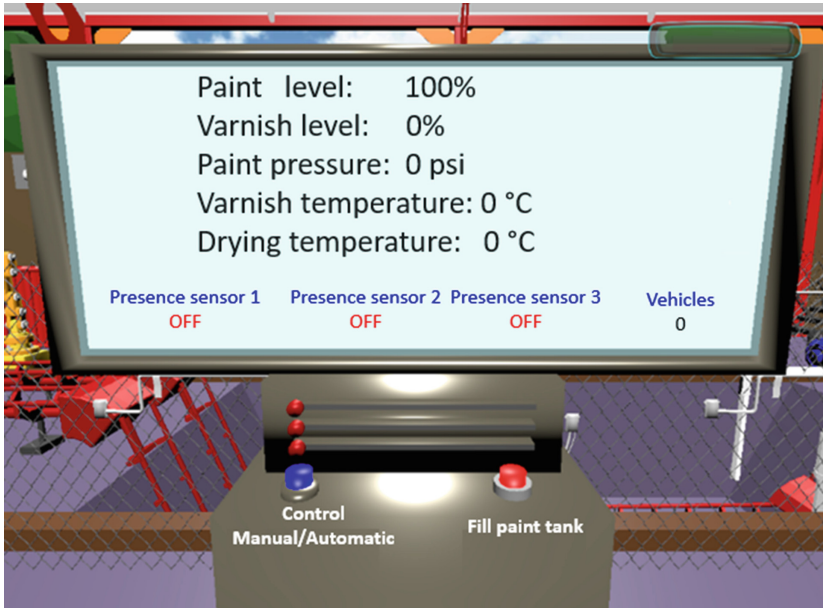 Paint level: 100%
Varnish level: 0%
Paint pressure: 0 psi
Varnish temperature: 0 °C
Drying temperature: 0 °C
Presence sensor 1 Presence sensor 2 Presence sensor 3 Vehicles
OFF OFF OFF 0
Control
Manual/Automatic
Fill paint tank